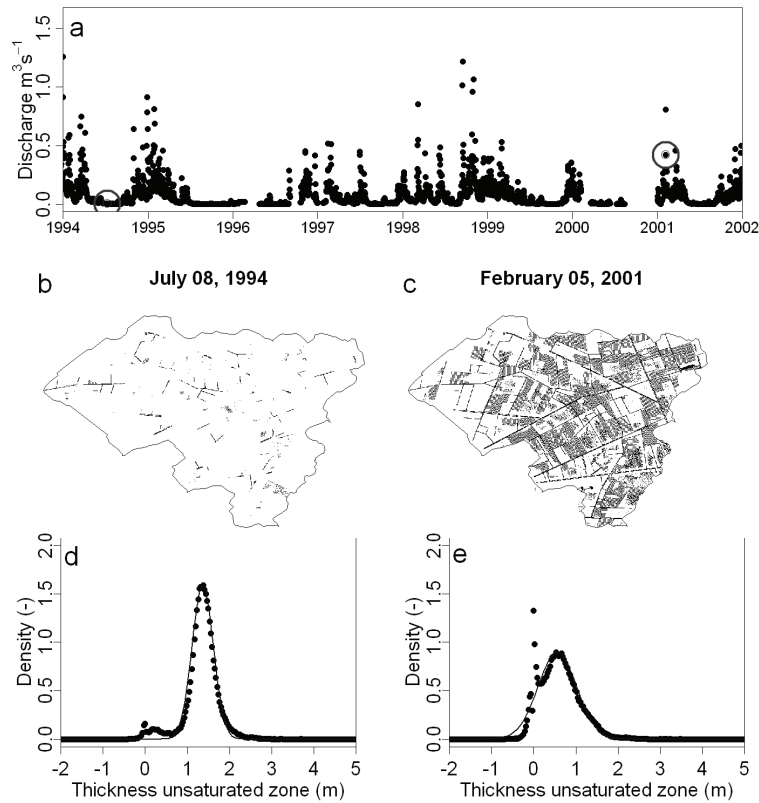 a
Discharge m³s⁻¹
1.5
1.0
0.5
0.0
1994 1995 1996 1997 1998 1999 2000 2001 2002
b July 08, 1994
c February 05, 2001
d
Density (-)
2.0
1.5
1.0
0.5
0.0
-2 -1 0 1 2 3 4 5
Thickness unsaturated zone (m)
e
Density (-)
2.0
1.5
1.0
0.5
0.0
-2 -1 0 1 2 3 4 5
Thickness unsaturated zone (m)